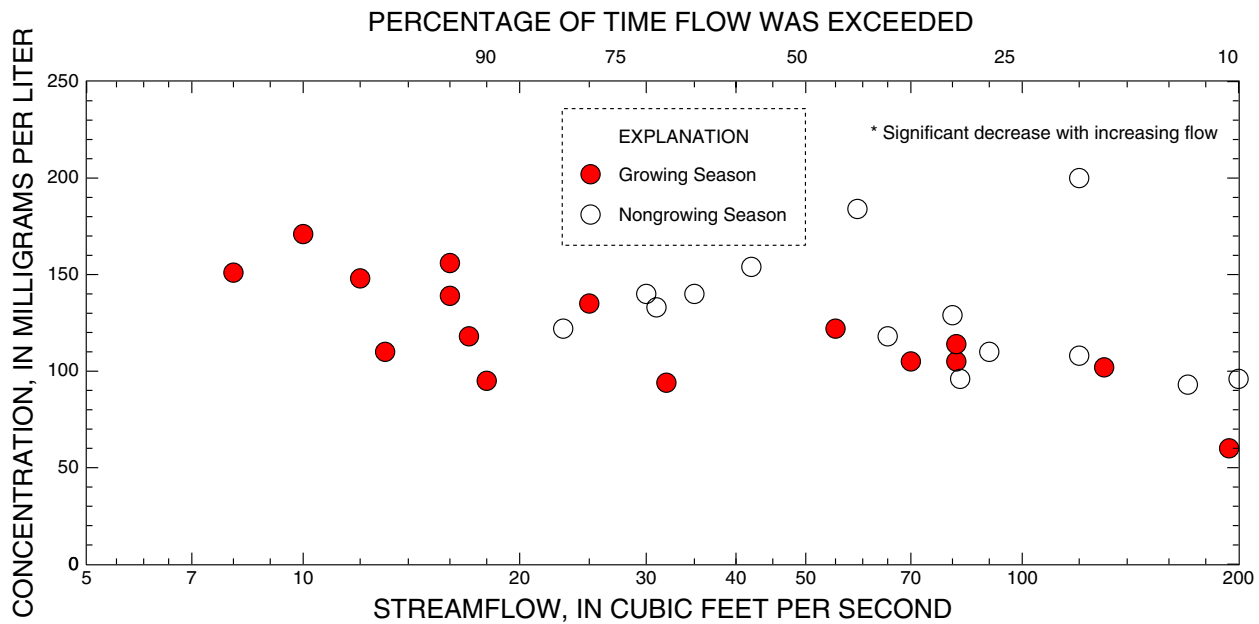 PERCENTAGE OF TIME FLOW WAS EXCEEDED
90 75 50 25 10
CONCENTRATION, IN MILLIGRAMS PER LITER
250
200
150
100
50
0
EXPLANATION
Growing Season
Nongrowing Season
* Significant decrease with increasing flow
5 7 10 20 30 40 50 70 100 200
STREAMFLOW, IN CUBIC FEET PER SECOND